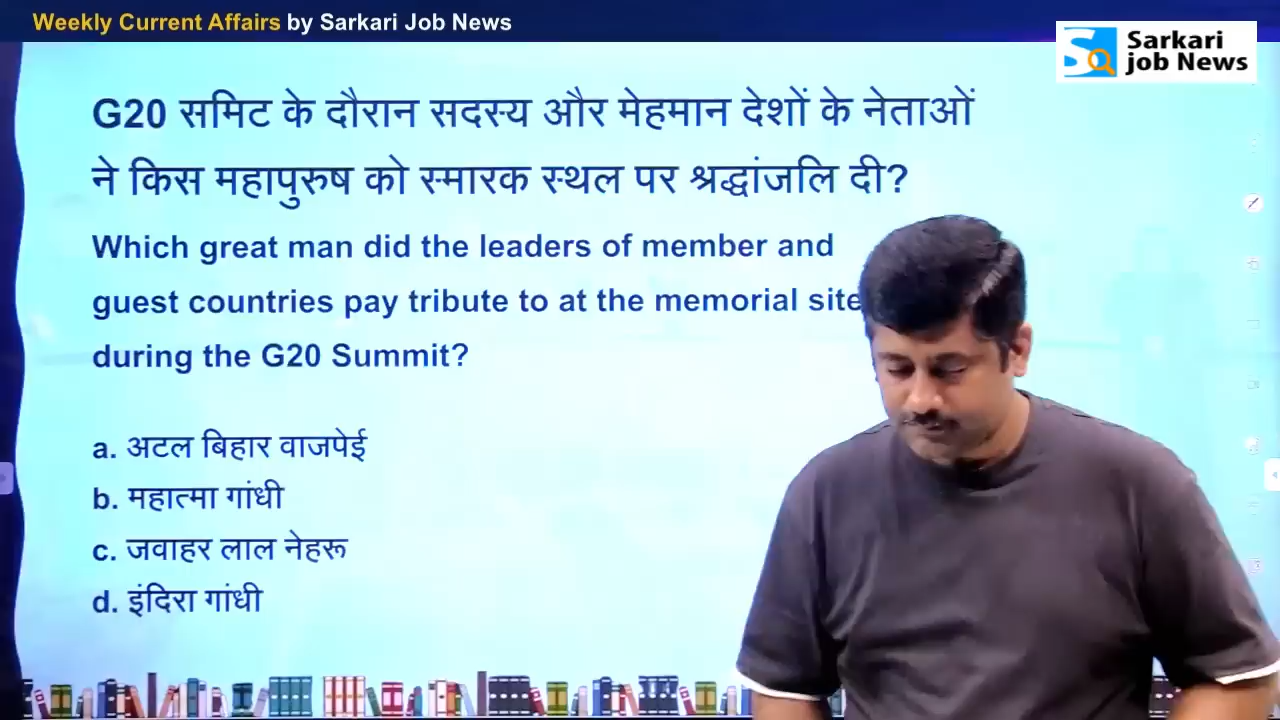 Weekly Current Affairs by Sarkari Job News
Sarkari
job News
G20 समिट के दौरान सदस्य और मेहमान देशों के नेताओं
ने किस महापुरुष को स्मारक स्थल पर श्रद्धांजलि दी?
Which great man did the leaders of member and
guest countries pay tribute to at the memorial site
during the G20 Summit?
a. अटल बिहार वाजपेई
b. महात्मा गांधी
c. जवाहर लाल नेहरू
d. इंदिरा गांधी